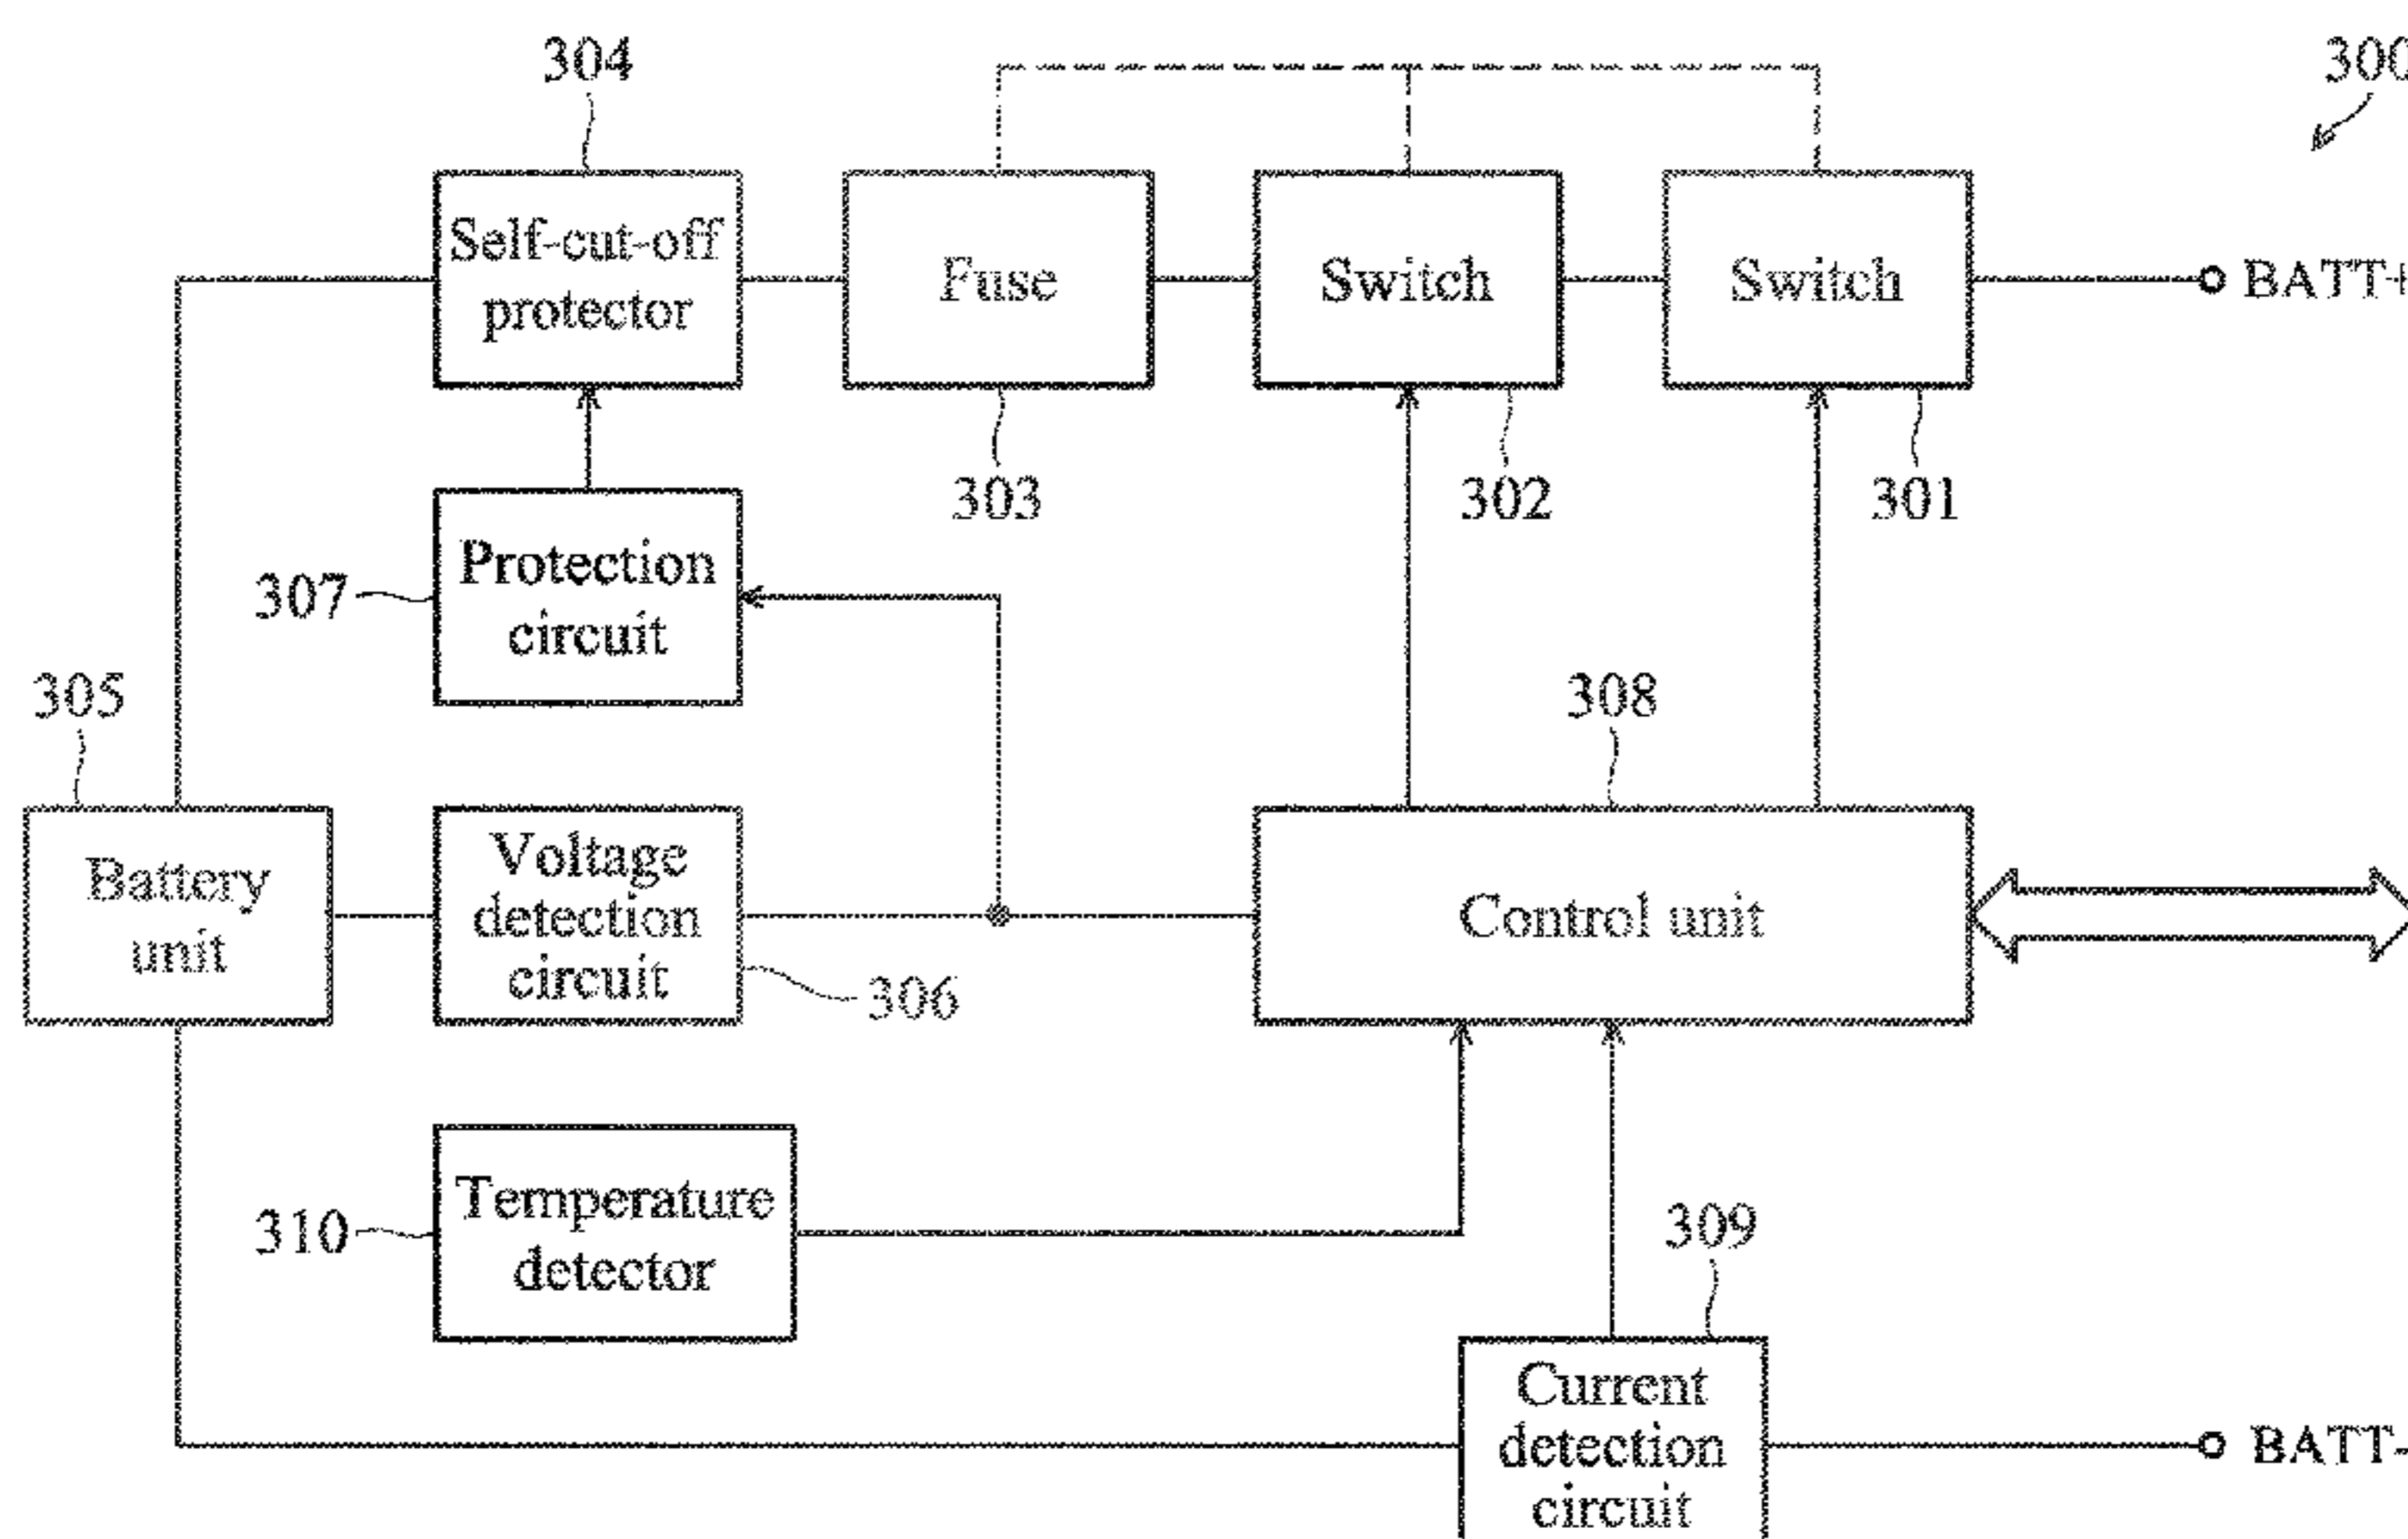 304
300
Self-cut-off
protector
Fuse
Switch
Switch
BATT+
303
302
301
307
Protection
circuit
305
308
Battery
unit
Voltage
detection
circuit
306
Control unit
310
Temperature
detector
309
Current
detection
circuit
BATT-